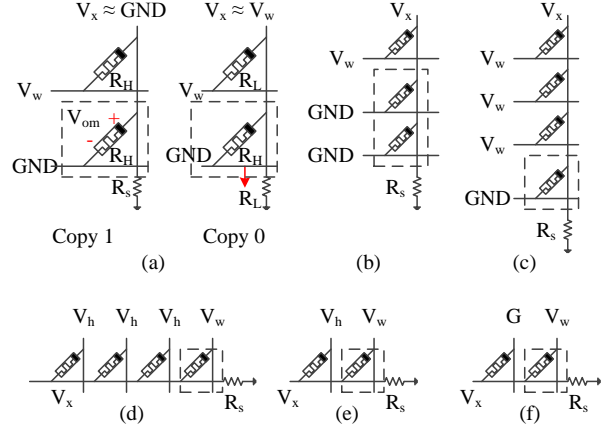 V_x ≈ GND V_x ≈ V_w
V_w R_H V_w R_L
V_om + - R_H R_H
GND GND
R_s R_s
R_L
Copy 1 Copy 0
(a)
V_x
V_w
GND
GND
R_s
(b)
V_x
V_w
V_w
V_w
GND
R_s
(c)
V_h V_h V_h V_w
V_x R_s
(d)
V_h V_w
V_x R_s
(e)
G V_w
V_x R_s
(f)